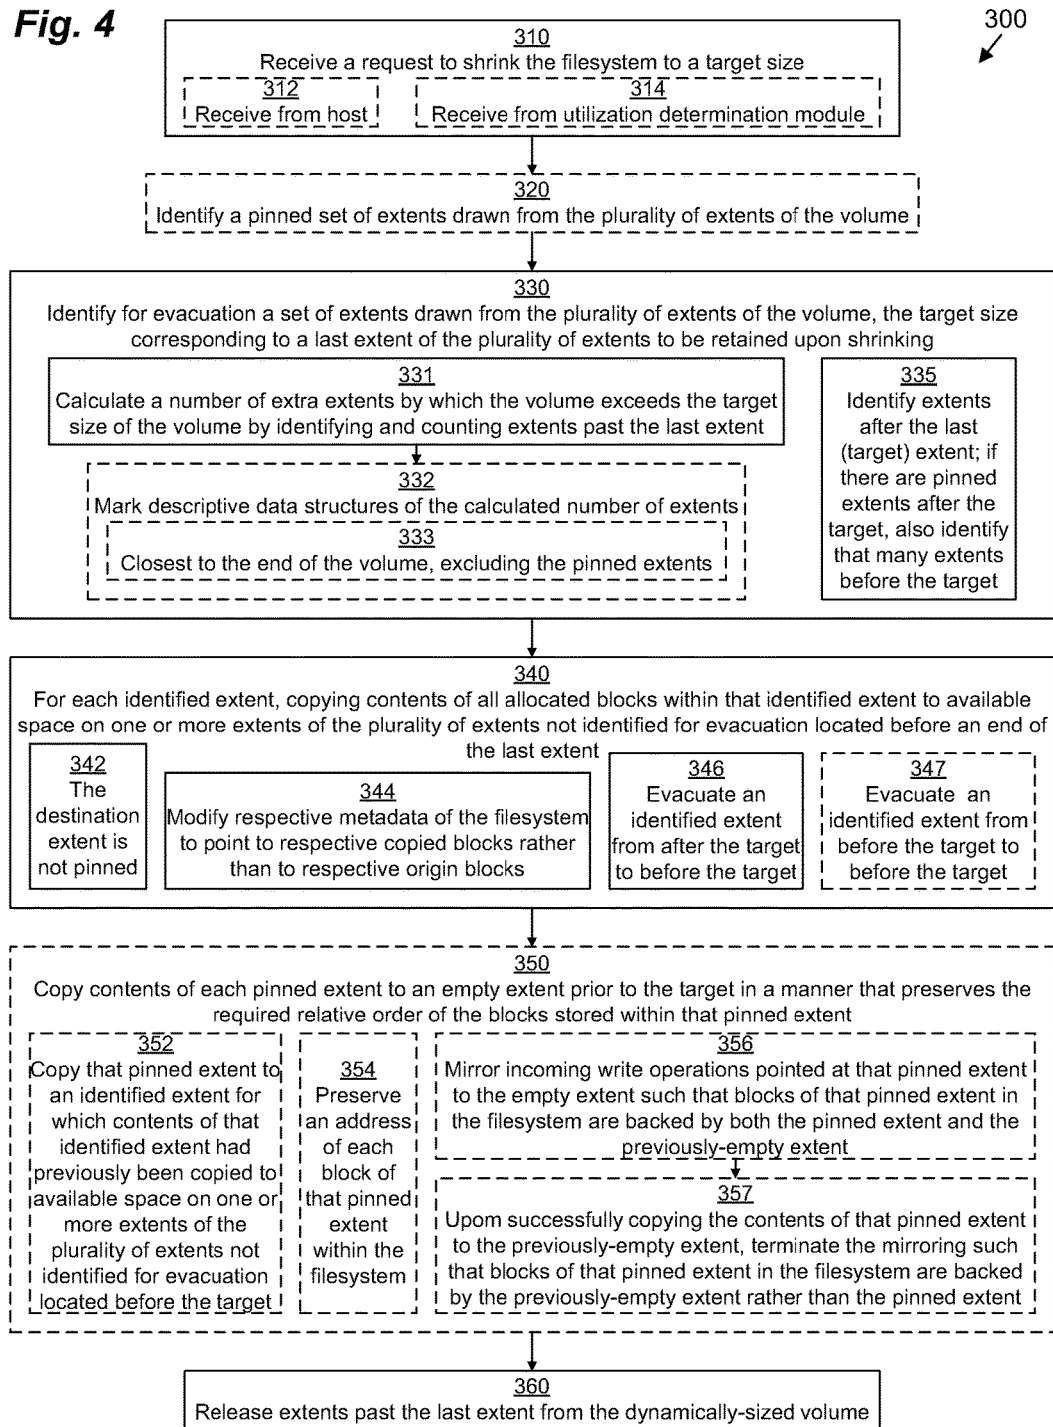 Fig. 4
300
310
Receive a request to shrink the filesystem to a target size
312
Receive from host
314
Receive from utilization determination module
320
Identify a pinned set of extents drawn from the plurality of extents of the volume
330
Identify for evacuation a set of extents drawn from the plurality of extents of the volume, the target size
corresponding to a last extent of the plurality of extents to be retained upon shrinking
331
Calculate a number of extra extents by which the volume exceeds the target
size of the volume by identifying and counting extents past the last extent
332
Mark descriptive data structures of the calculated number of extents
333
Closest to the end of the volume, excluding the pinned extents
335
Identify extents
after the last
(target) extent; if
there are pinned
extents after the
target, also identify
that many extents
before the target
340
For each identified extent, copying contents of all allocated blocks within that identified extent to available
space on one or more extents of the plurality of extents not identified for evacuation located before an end of
the last extent
342
The
destination
extent is
not pinned
344
Modify respective metadata of the filesystem
to point to respective copied blocks rather
than to respective origin blocks
346
Evacuate an
identified extent
from after the target
to before the target
347
Evacuate an
identified extent from
before the target to
before the target
350
Copy contents of each pinned extent to an empty extent prior to the target in a manner that preserves the
required relative order of the blocks stored within that pinned extent
352
Copy that pinned extent to
an identified extent for
which contents of that
identified extent had
previously been copied to
available space on one or
more extents of the
plurality of extents not
identified for evacuation
located before the target
354
Preserve
an address
of each
block of
that pinned
extent
within the
filesystem
356
Mirror incoming write operations pointed at that pinned extent
to the empty extent such that blocks of that pinned extent in
the filesystem are backed by both the pinned extent and the
previously-empty extent
357
Upom successfully copying the contents of that pinned extent
to the previously-empty extent, terminate the mirroring such
that blocks of that pinned extent in the filesystem are backed
by the previously-empty extent rather than the pinned extent
360
Release extents past the last extent from the dynamically-sized volume